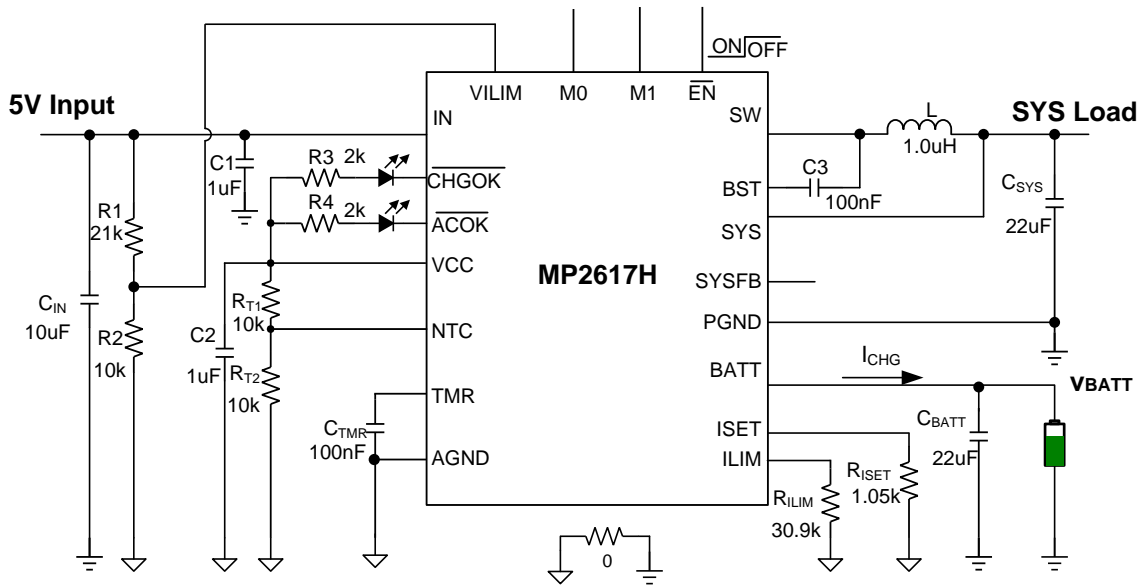 ON OFF
VILIM M0 M1 EN
5V Input
IN
SW
L
1.0uH
SYS Load
C1
1uF
R3 2k
CHGOK
BST
C3
100nF
CSYS
22uF
R1
21k
R4 2k
ACOK
SYS
VCC
MP2617H
SYSFB
CIN
10uF
RT1
10k
R2
10k
C2
1uF
NTC
PGND
RT2
10k
BATT
ICHG
VBATT
TMR
CTMR
100nF
ISET
CBATT
22uF
AGND
ILIM
RISET
1.05k
RILIM
30.9k
0